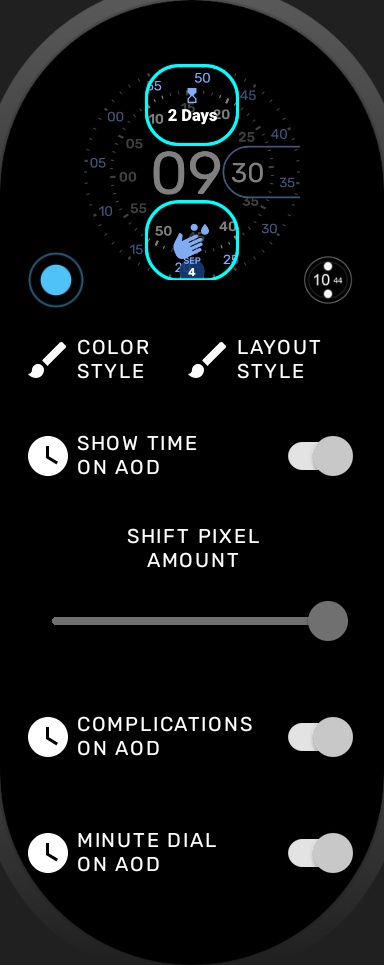 55 50 45
2 Days
00 10 15 20 40
05 25
05 00 09 30 35
10 55 35
50 40 30
15 SEP 25
4
10 44
COLOR STYLE
LAYOUT STYLE
SHOW TIME
ON AOD
SHIFT PIXEL
AMOUNT
COMPLICATIONS
ON AOD
MINUTE DIAL
ON AOD